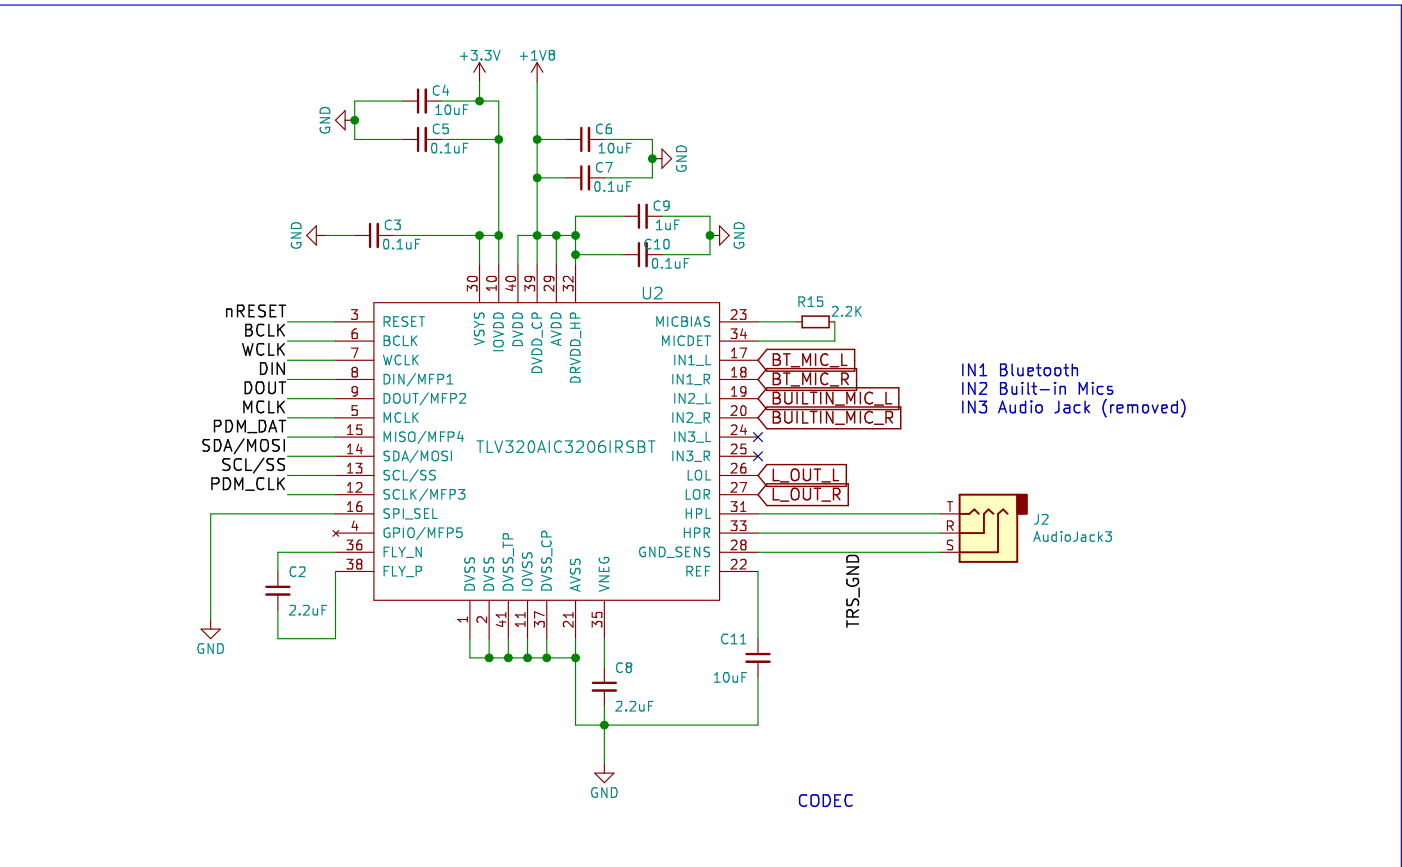 +3.3V
+1V8
C4
10uF
GND
C5
0.1uF
C6
10uF
GND
C7
0.1uF
C9
1uF
GND
C3
0.1uF
GND
C10
0.1uF
30
10
40
39
29
32
U2
VSYS
IOVDD
DVDD
DVDD_CP
AVDD
DRVDD_HP
nRESET
3
RESET
BCLK
6
BCLK
WCLK
7
WCLK
DIN
8
DIN/MFP1
DOUT
9
DOUT/MFP2
MCLK
5
MCLK
PDM_DAT
15
MISO/MFP4
SDA/MOSI
14
SDA/MOSI
SCL/SS
13
SCL/SS
PDM_CLK
12
SCLK/MFP3
16
SPI_SEL
4
GPIO/MFP5
36
FLY_N
38
FLY_P
TLV320AIC3206IRSBT
MICBIAS
23
R15
2.2K
MICDET
34
IN1_L
17
BT_MIC_L
IN1_R
18
BT_MIC_R
IN2_L
19
BUILTIN_MIC_L
IN2_R
20
BUILTIN_MIC_R
IN3_L
24
IN3_R
25
LOL
26
L_OUT_L
LOR
27
L_OUT_R
HPL
31
HPR
33
GND_SENS
28
REF
22
IN1 Bluetooth
IN2 Built-in Mics
IN3 Audio Jack (removed)
T
R
S
J2
AudioJack3
TRS_GND
DVSS
DVSS
DVSS_TP
IOVSS
DVSS_CP
AVSS
VNEG
1
2
41
11
37
21
35
C2
2.2uF
GND
C8
2.2uF
C11
10uF
GND
CODEC